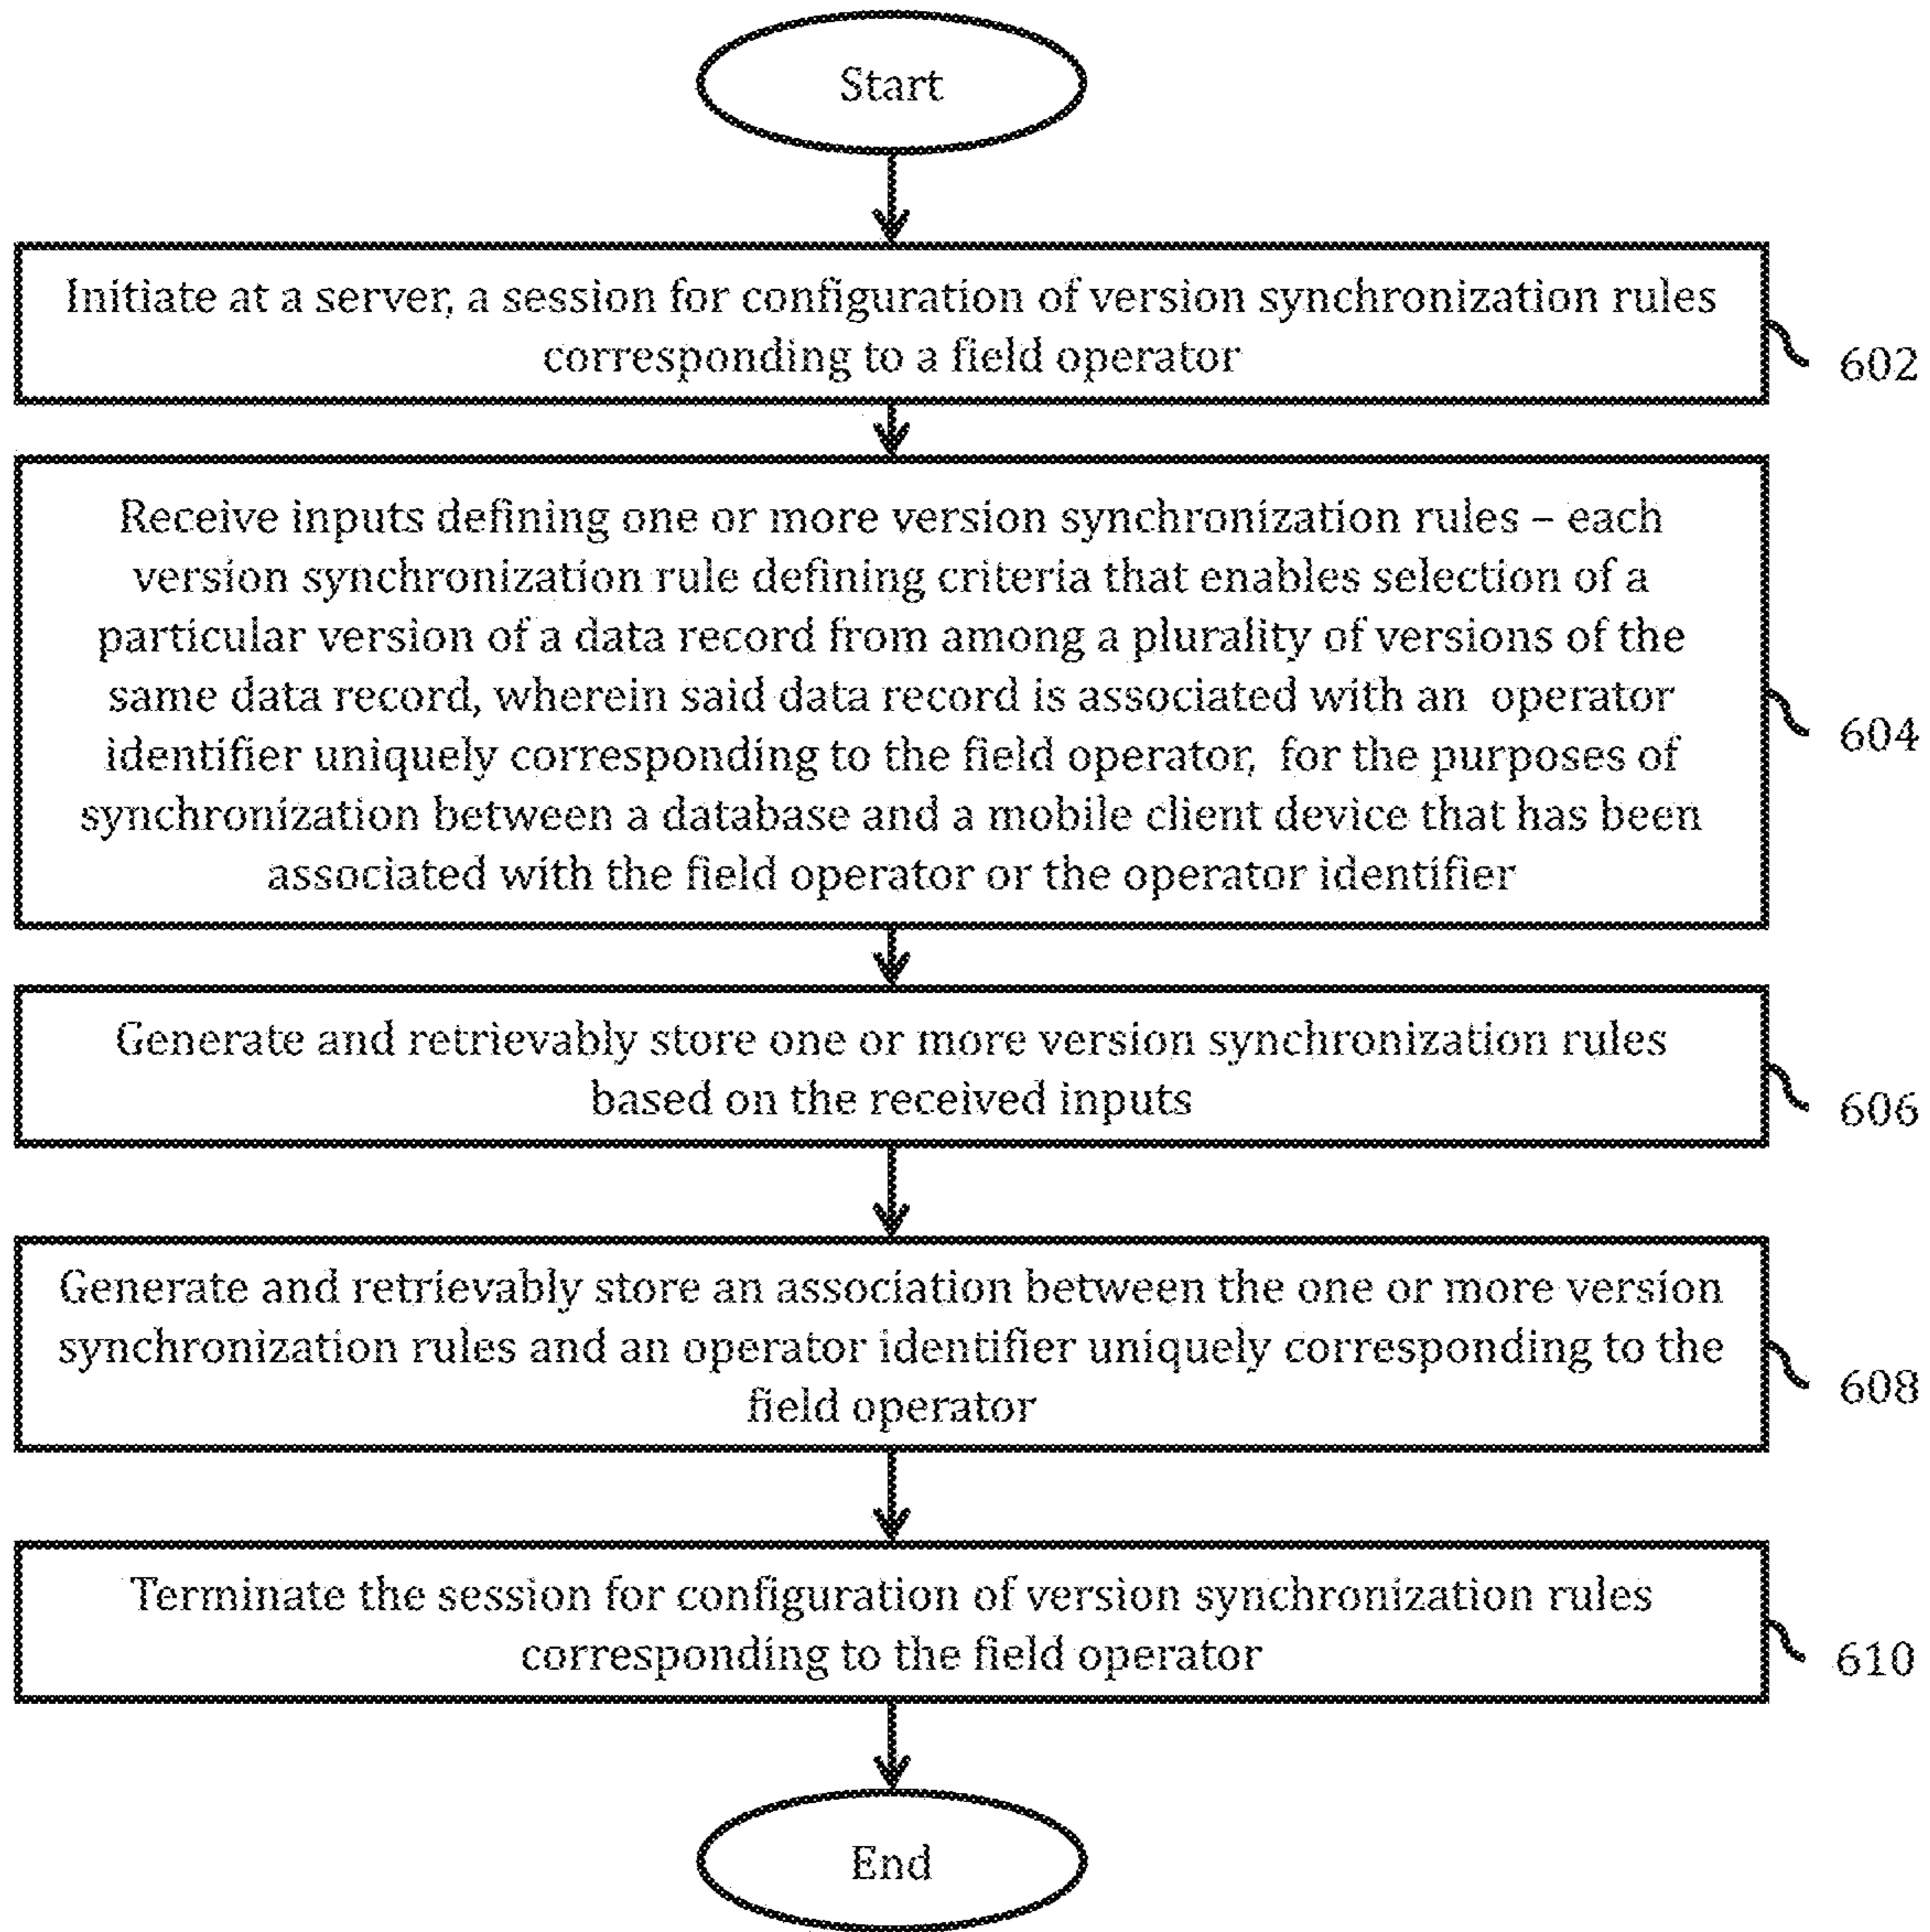 Start
Initiate at a server, a session for configuration of version synchronization rules
corresponding to a field operator
602
Receive inputs defining one or more version synchronization rules – each
version synchronization rule defining criteria that enables selection of a
particular version of a data record from among a plurality of versions of the
same data record, wherein said data record is associated with an operator
identifier uniquely corresponding to the field operator, for the purposes of
synchronization between a database and a mobile client device that has been
associated with the field operator or the operator identifier
604
Generate and retrievably store one or more version synchronization rules
based on the received inputs
606
Generate and retrievably store an association between the one or more version
synchronization rules and an operator identifier uniquely corresponding to the
field operator
608
Terminate the session for configuration of version synchronization rules
corresponding to the field operator
610
End